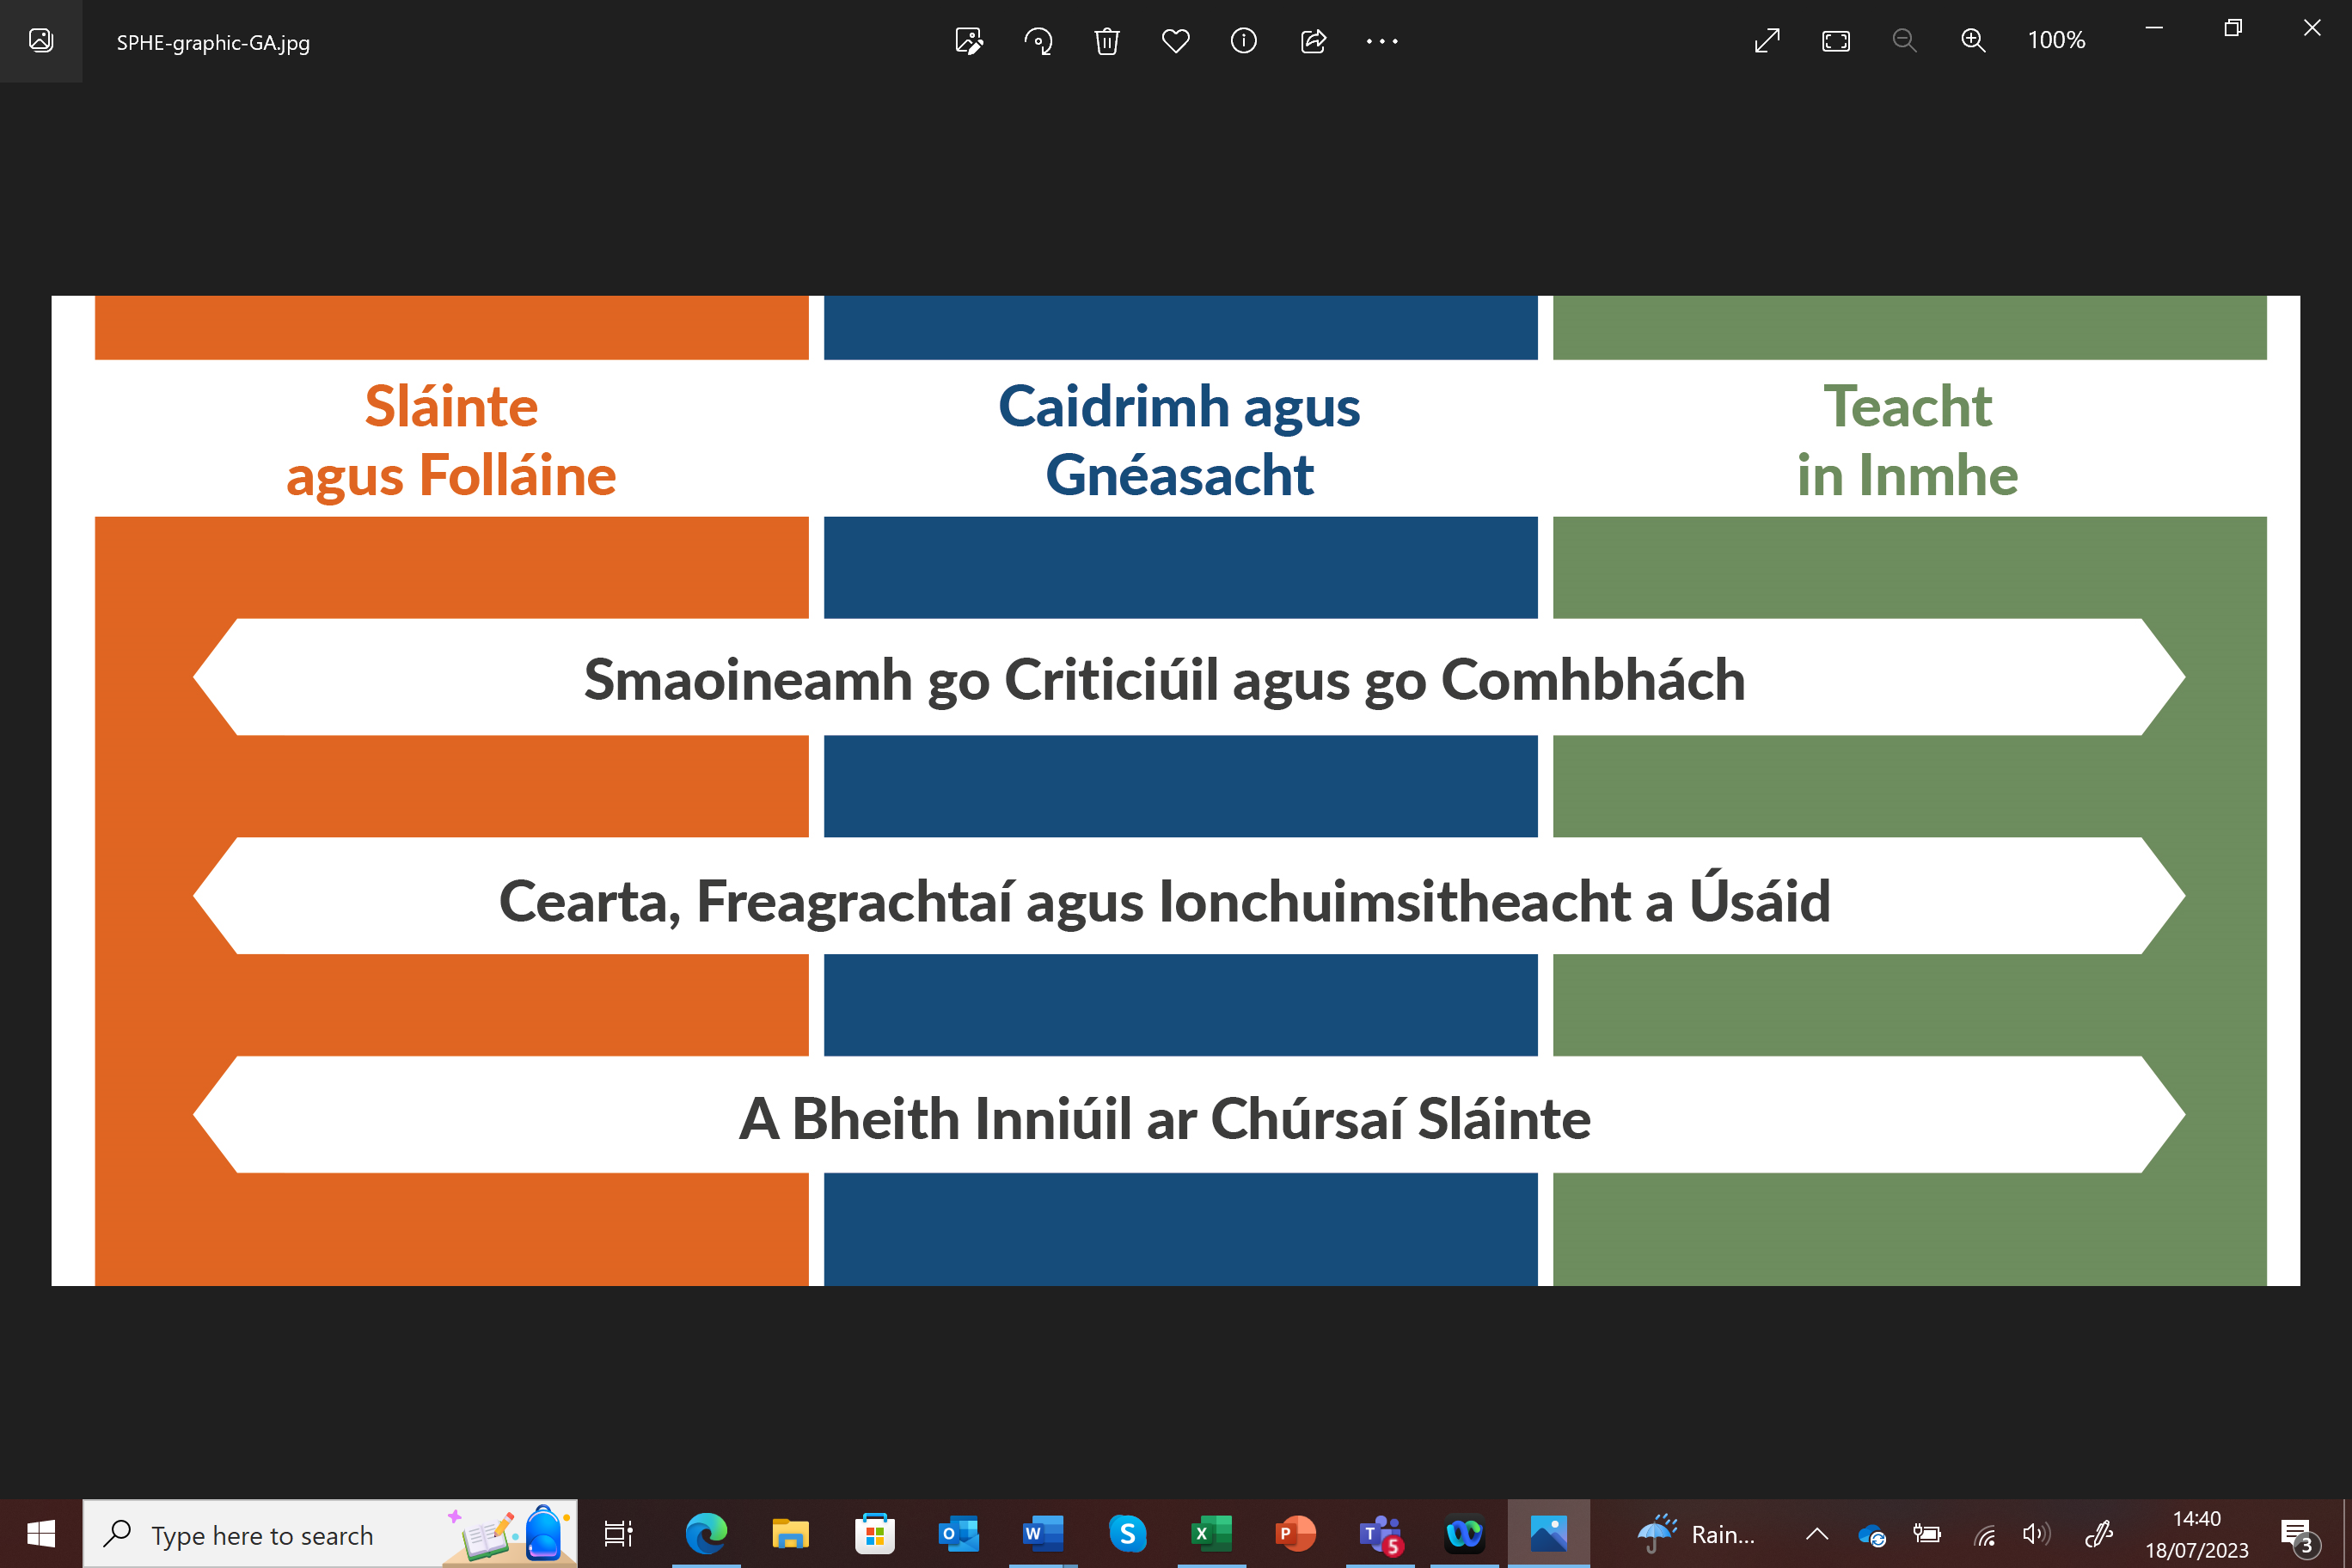 SPHE-graphic-GA.jpg
100%
Sláinte
agus Folláine
Caidrimh agus
Gnéasacht
Teacht
in Inmhe
Smaoineamh go Criticiúil agus go Comhbhách
Cearta, Freagrachtaí agus Ionchuimsitheacht a Úsáid
A Bheith Inniúil ar Chúrsaí Sláinte
Type here to search
O
W
S
X
P
T
5
Rain...
14:40
18/07/2023
3